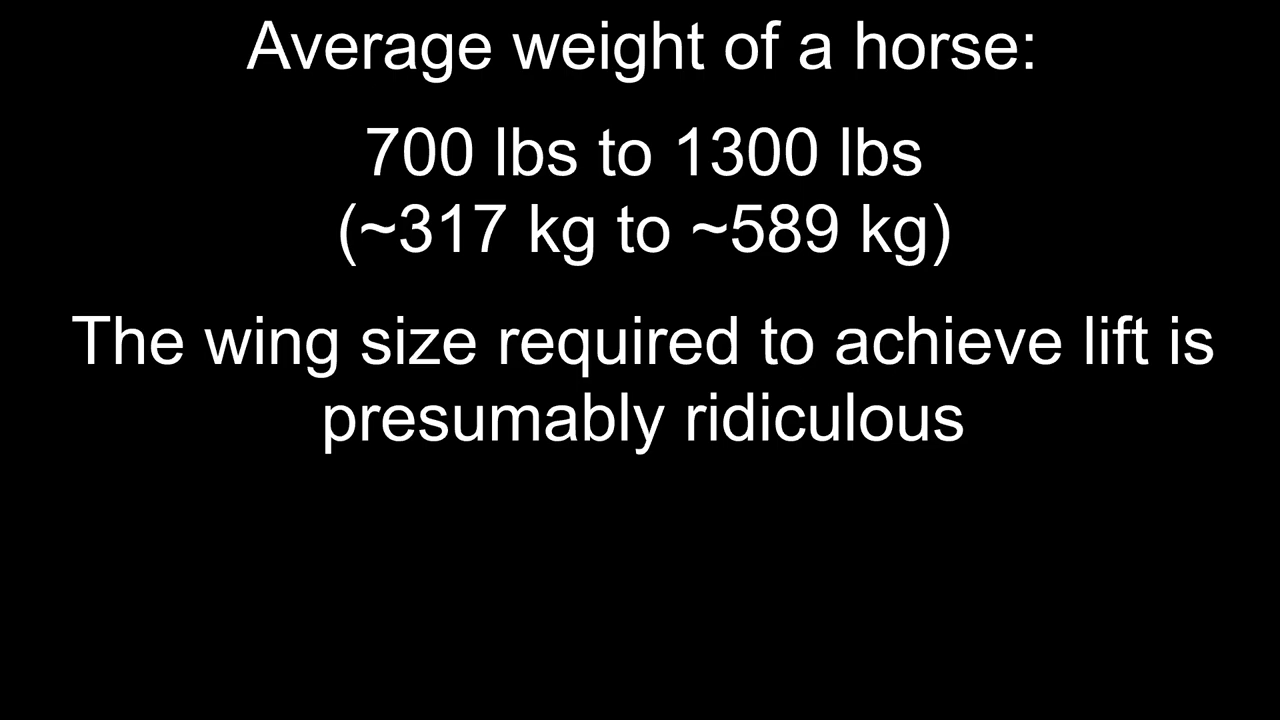 Average weight of a horse:
700 lbs to 1300 lbs
(~317 kg to ~589 kg)
The wing size required to achieve lift is
presumably ridiculous